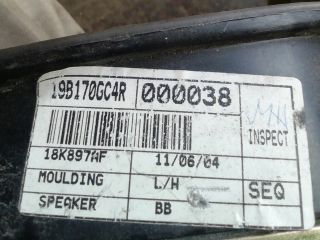 19B170GC4R 000038
INSPECT
18K897AF 11/06/04
MOULDING L/H SEQ
SPEAKER BB